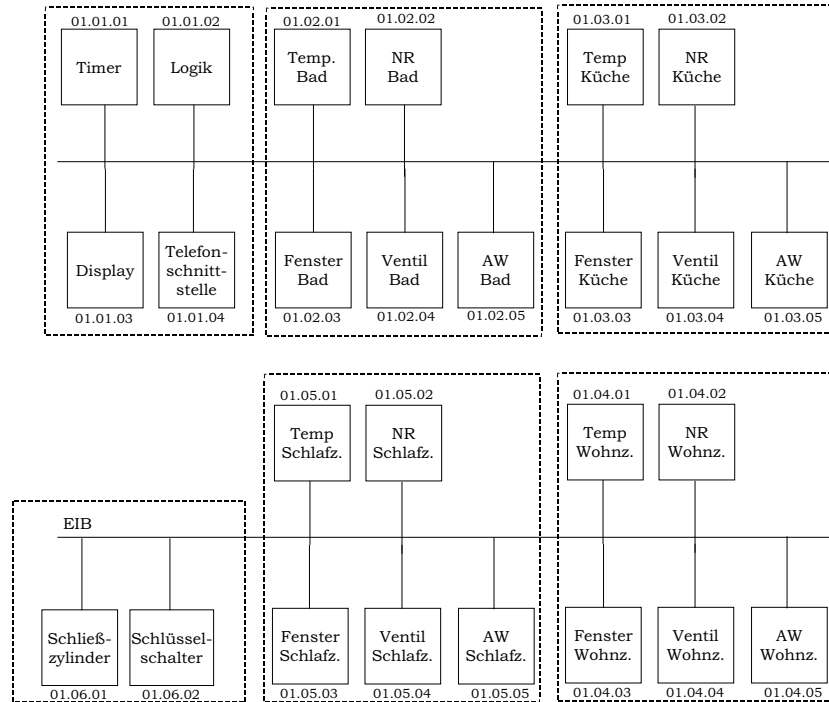 01.01.01
01.01.02
Timer
Logik
Display
Telefon-
schnitt-
stelle
01.01.03
01.01.04
01.02.01
01.02.02
Temp.
Bad
NR
Bad
Fenster
Bad
Ventil
Bad
AW
Bad
01.02.03
01.02.04
01.02.05
01.03.01
01.03.02
Temp
Küche
NR
Küche
Fenster
Küche
Ventil
Küche
AW
Küche
01.03.03
01.03.04
01.03.05
EIB
Schließ-
zylinder
Schlüssel-
schalter
01.06.01
01.06.02
01.05.01
01.05.02
Temp
Schlafz.
NR
Schlafz.
Fenster
Schlafz.
Ventil
Schlafz.
AW
Schlafz.
01.05.03
01.05.04
01.05.05
01.04.01
01.04.02
Temp
Wohnz.
NR
Wohnz.
Fenster
Wohnz.
Ventil
Wohnz.
AW
Wohnz.
01.04.03
01.04.04
01.04.05